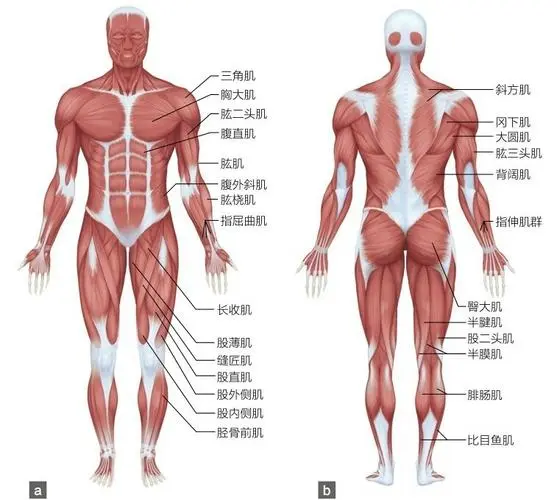 三角肌
胸大肌
肱二头肌
腹直肌
肱肌
腹外斜肌
肱桡肌
指屈曲肌
长收肌
股薄肌
缝匠肌
股直肌
股外侧肌
股内侧肌
胫骨前肌
a
斜方肌
冈下肌
大圆肌
肱三头肌
背阔肌
指伸肌群
臀大肌
半腱肌
股二头肌
半膜肌
腓肠肌
比目鱼肌
b